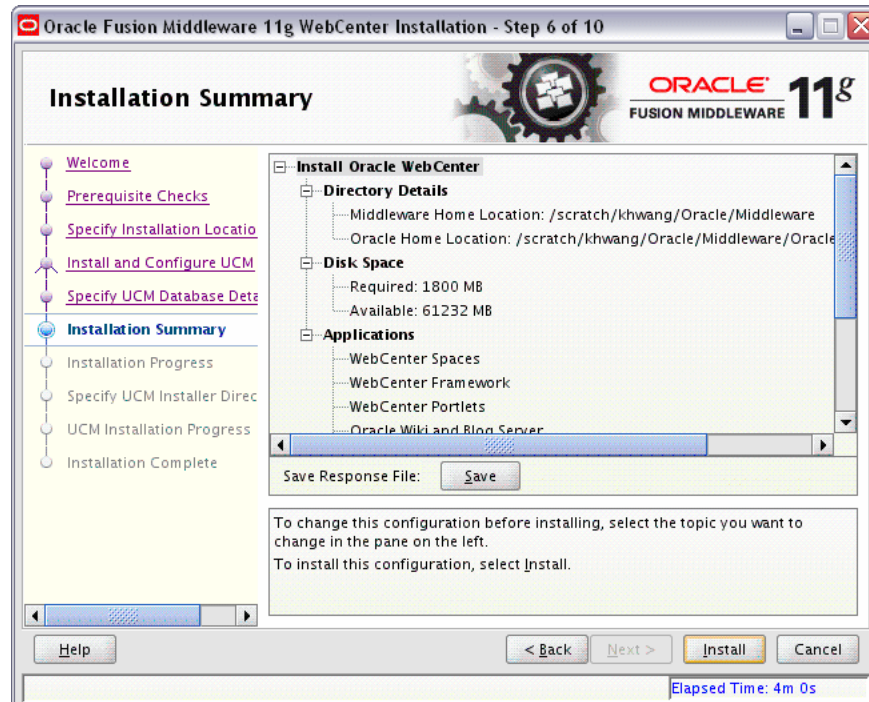 Oracle Fusion Middleware 11g WebCenter Installation - Step 6 of 10
Installation Summary
ORACLE
FUSION MIDDLEWARE
11g
Welcome
Prerequisite Checks
Specify Installation Locatio
Install and Configure UCM
Specify UCM Database Deta
Installation Summary
Installation Progress
Specify UCM Installer Direc
UCM Installation Progress
Installation Complete
Install Oracle WebCenter
Directory Details
Middleware Home Location: /scratch/khwang/Oracle/Middleware
Oracle Home Location: /scratch/khwang/Oracle/Middleware/Oracle
Disk Space
Required: 1800 MB
Available: 61232 MB
Applications
WebCenter Spaces
WebCenter Framework
WebCenter Portlets
Oracle Wiki and Blog Server
Save Response File:
Save
To change this configuration before installing, select the topic you want to
change in the pane on the left.
To install this configuration, select Install.
Help
< Back
Next >
Install
Cancel
Elapsed Time: 4m 0s